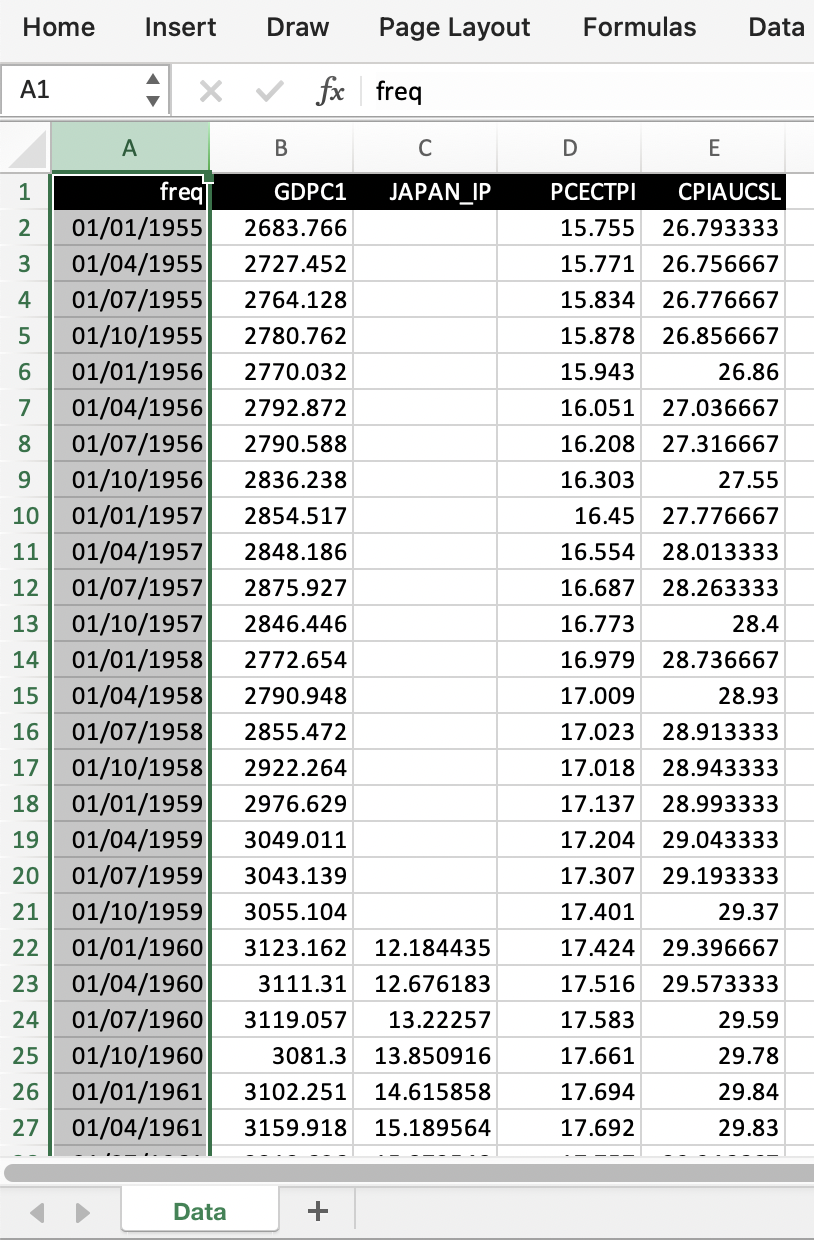 Home Insert Draw Page Layout Formulas Data
A1 fx freq
A B C D E
1 freq GDPC1 JAPAN_IP PCECTPI CPIAUCSL
2 01/01/1955 2683.766 15.755 26.793333
3 01/04/1955 2727.452 15.771 26.756667
4 01/07/1955 2764.128 15.834 26.776667
5 01/10/1955 2780.762 15.878 26.856667
6 01/01/1956 2770.032 15.943 26.86
7 01/04/1956 2792.872 16.051 27.036667
8 01/07/1956 2790.588 16.208 27.316667
9 01/10/1956 2836.238 16.303 27.55
10 01/01/1957 2854.517 16.45 27.776667
11 01/04/1957 2848.186 16.554 28.013333
12 01/07/1957 2875.927 16.687 28.263333
13 01/10/1957 2846.446 16.773 28.4
14 01/01/1958 2772.654 16.979 28.736667
15 01/04/1958 2790.948 17.009 28.93
16 01/07/1958 2855.472 17.023 28.913333
17 01/10/1958 2922.264 17.018 28.943333
18 01/01/1959 2976.629 17.137 28.993333
19 01/04/1959 3049.011 17.204 29.043333
20 01/07/1959 3043.139 17.307 29.193333
21 01/10/1959 3055.104 17.401 29.37
22 01/01/1960 3123.162 12.184435 17.424 29.396667
23 01/04/1960 3111.31 12.676183 17.516 29.573333
24 01/07/1960 3119.057 13.22257 17.583 29.59
25 01/10/1960 3081.3 13.850916 17.661 29.78
26 01/01/1961 3102.251 14.615858 17.694 29.84
27 01/04/1961 3159.918 15.189564 17.692 29.83
Data +